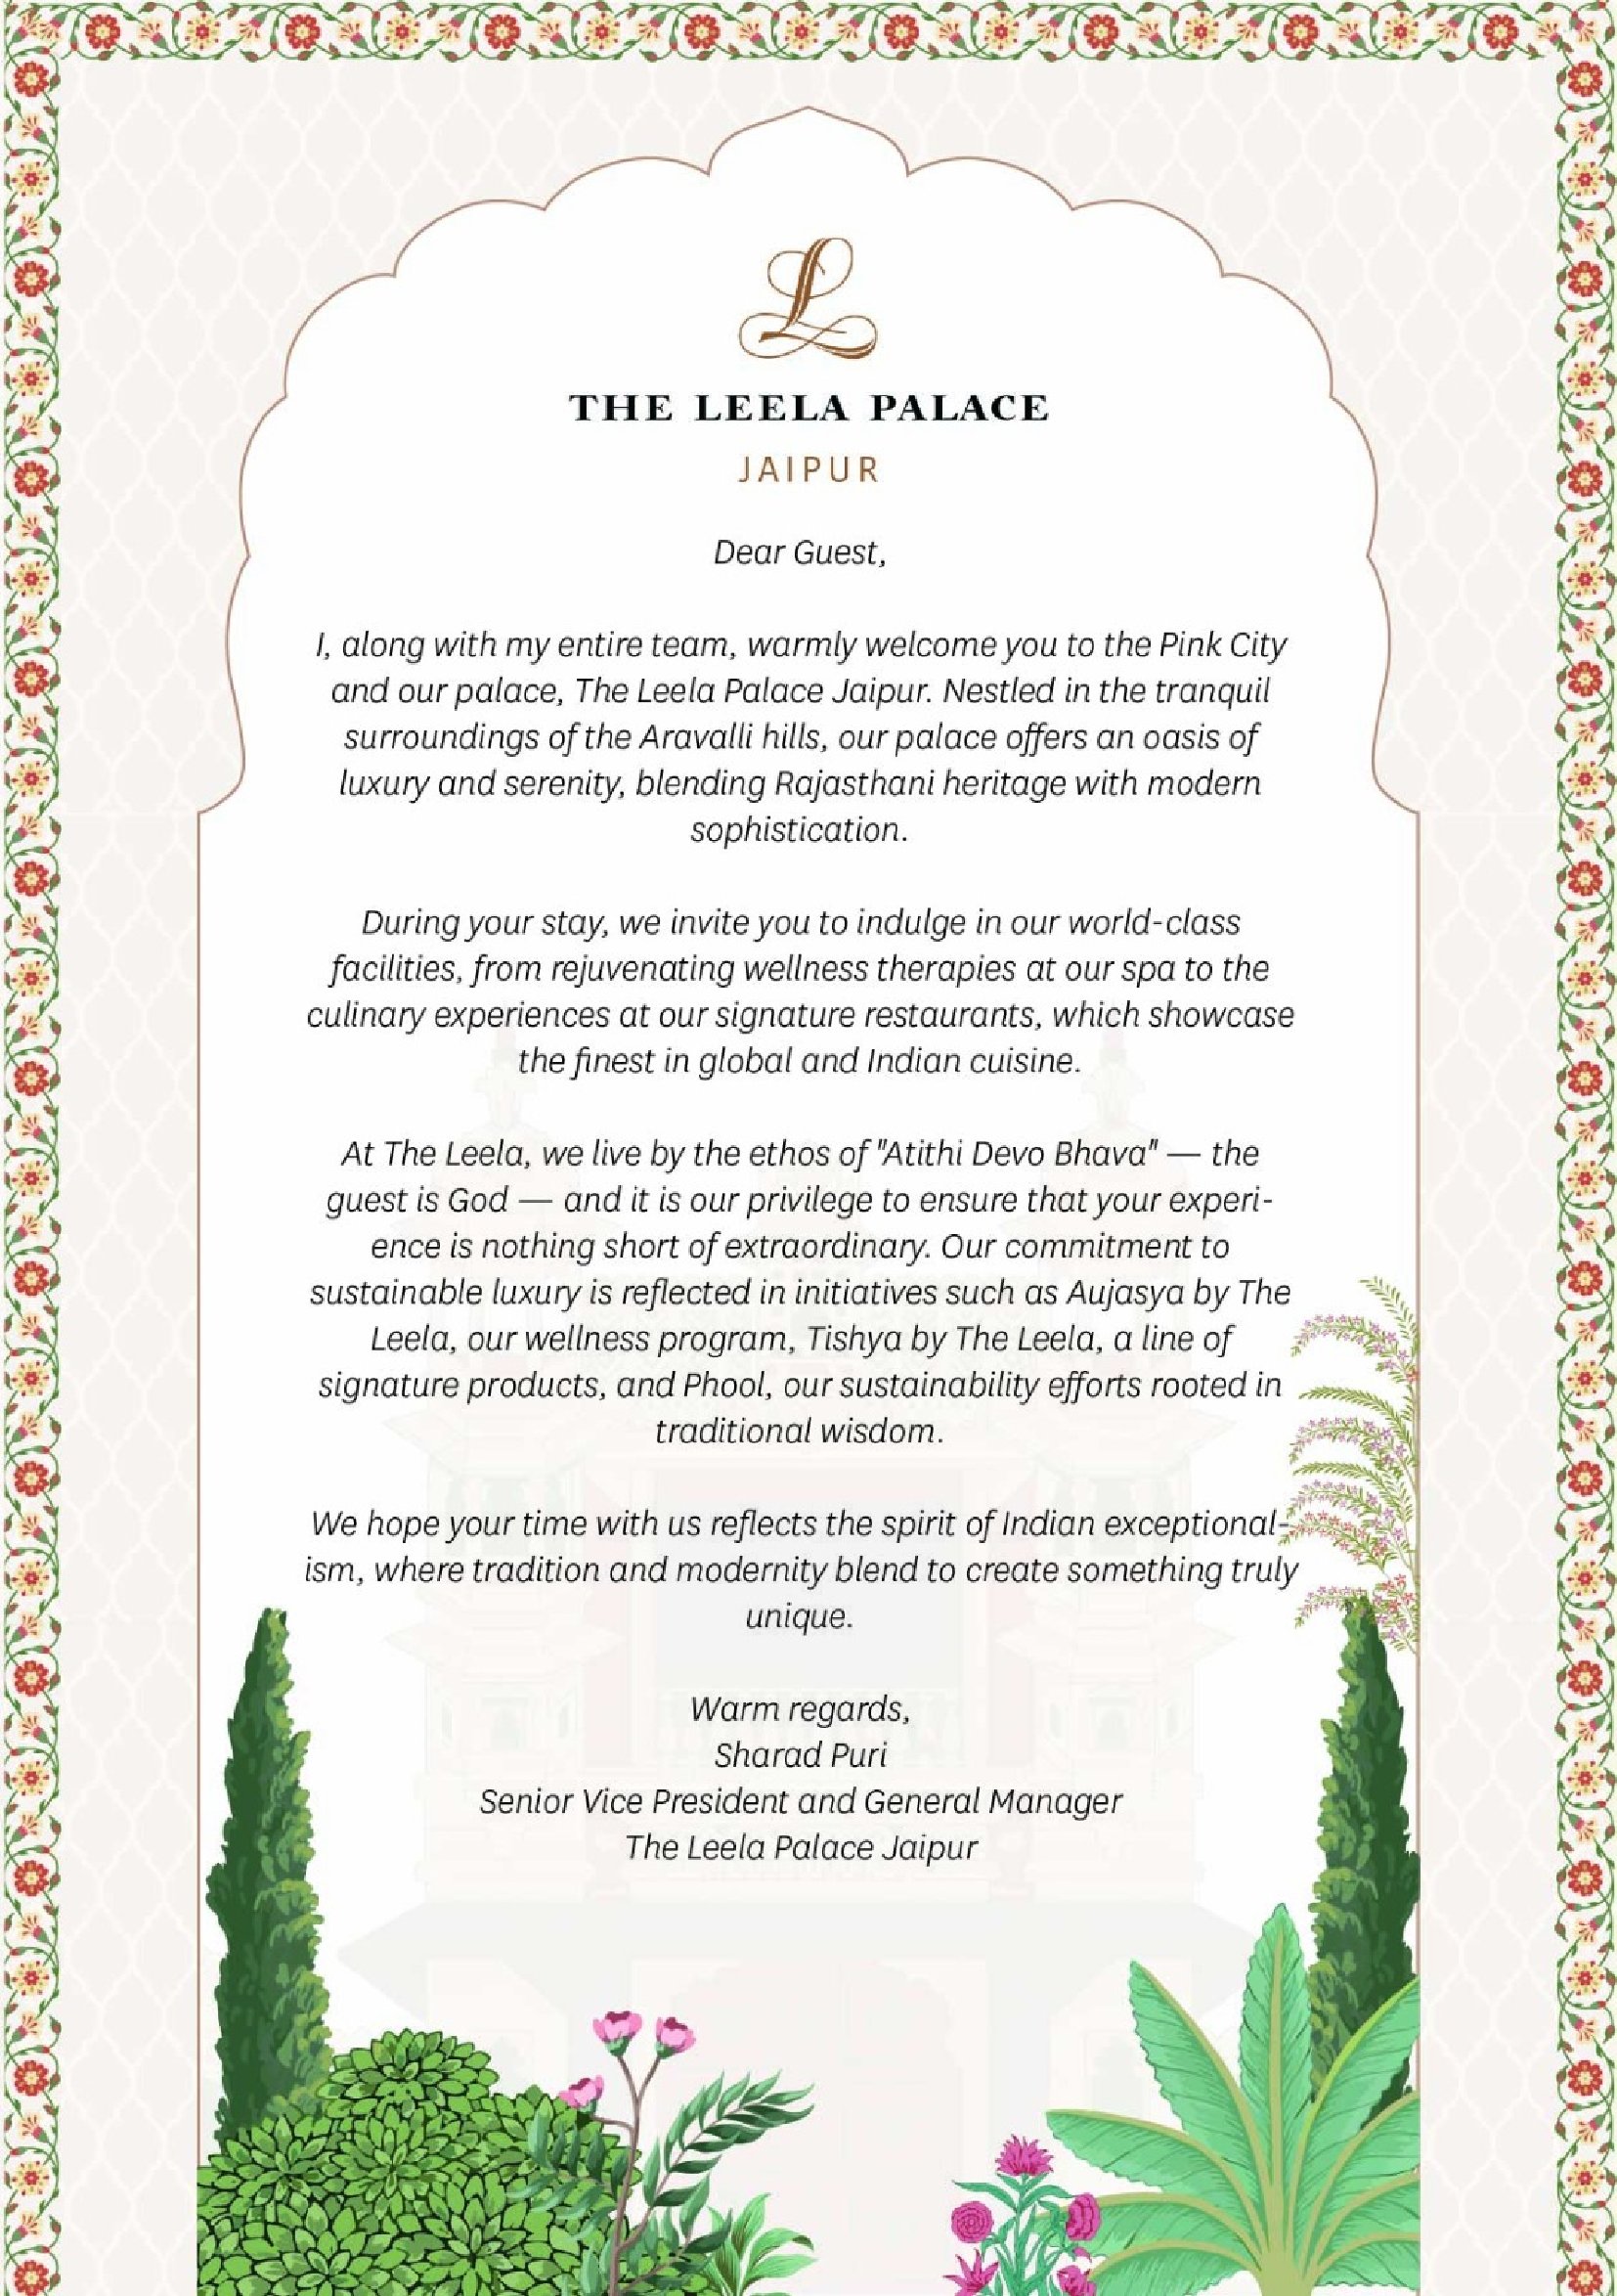 L
THE LEELA PALACE
JAIPUR
Dear Guest,
I, along with my entire team, warmly welcome you to the Pink City
and our palace, The Leela Palace Jaipur. Nestled in the tranquil
surroundings of the Aravalli hills, our palace offers an oasis of
luxury and serenity, blending Rajasthani heritage with modern
sophistication.
During your stay, we invite you to indulge in our world-class
facilities, from rejuvenating wellness therapies at our spa to the
culinary experiences at our signature restaurants, which showcase
the finest in global and Indian cuisine.
At The Leela, we live by the ethos of "Atithi Devo Bhava" — the
guest is God — and it is our privilege to ensure that your experi-
ence is nothing short of extraordinary. Our commitment to
sustainable luxury is reflected in initiatives such as Aujasya by The
Leela, our wellness program, Tishya by The Leela, a line of
signature products, and Phool, our sustainability efforts rooted in
traditional wisdom.
We hope your time with us reflects the spirit of Indian exceptional-
ism, where tradition and modernity blend to create something truly
unique.
Warm regards,
Sharad Puri
Senior Vice President and General Manager
The Leela Palace Jaipur